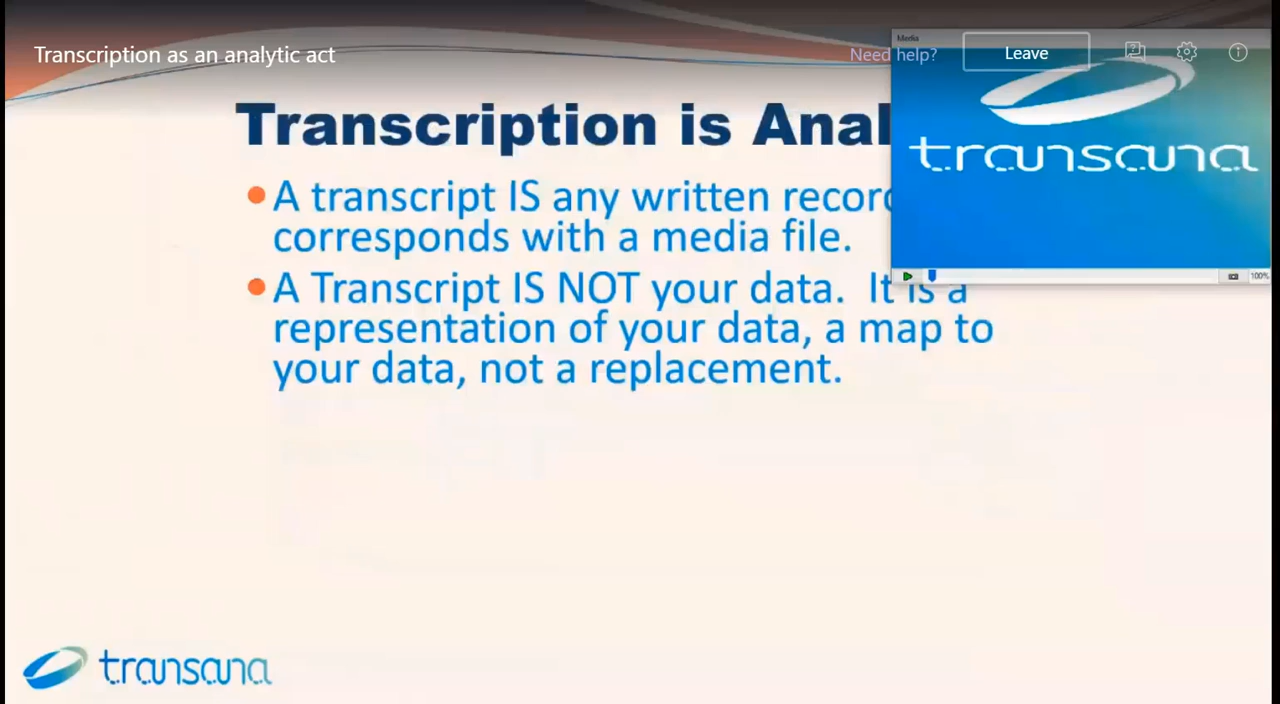 Transcription as an analytic act
Need help?
Leave
Media
transana
Transcription is Anal
A transcript IS any written record
corresponds with a media file.
A Transcript IS NOT your data. It is a
representation of your data, a map to
your data, not a replacement.
100%
transana